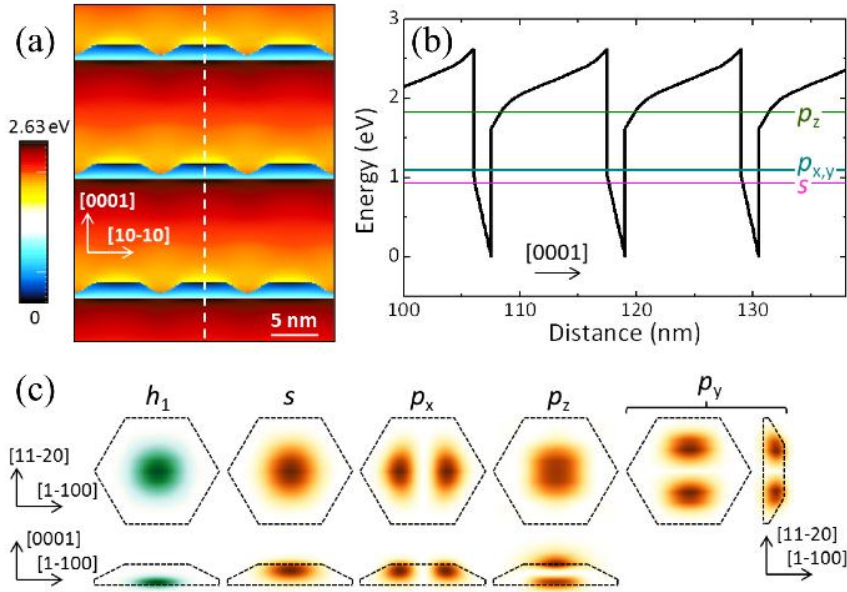 (a)
2.63 eV
0
[0001]
[10-10]
5 nm
(b)
3
2
1
0
Energy (eV)
p_z
p_x,y
s
[0001]
100 110 120 130
Distance (nm)
(c)
h_1 s p_x p_z p_y
[11-20]
[1-100]
[0001]
[1-100]
[11-20]
[1-100]